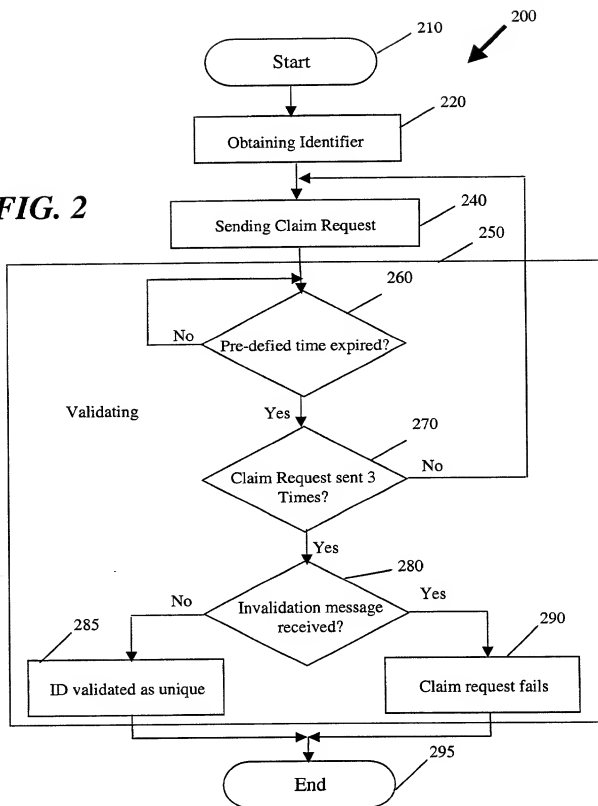 200
210
Start
220
Obtaining Identifier
FIG. 2
240
Sending Claim Request
250
260
No
Pre-defied time expired?
Validating
Yes
270
Claim Request sent 3
Times?
No
Yes
280
No
Invalidation message
received?
Yes
285
290
ID validated as unique
Claim request fails
295
End